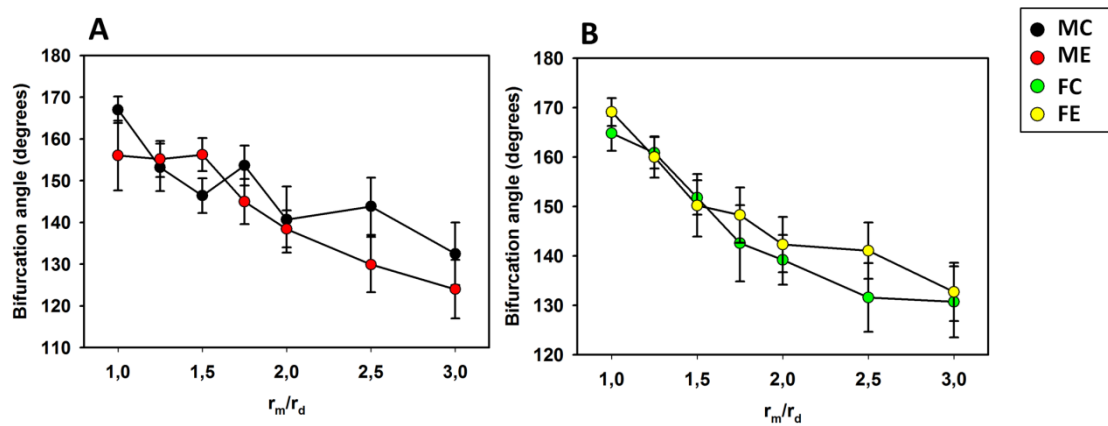 A
Bifurcation angle (degrees)
180
170
160
150
140
130
120
110
1,0 1,5 2,0 2,5 3,0
rm/rd
B
Bifurcation angle (degrees)
180
170
160
150
140
130
120
1,0 1,5 2,0 2,5 3,0
rm/rd
MC
ME
FC
FE